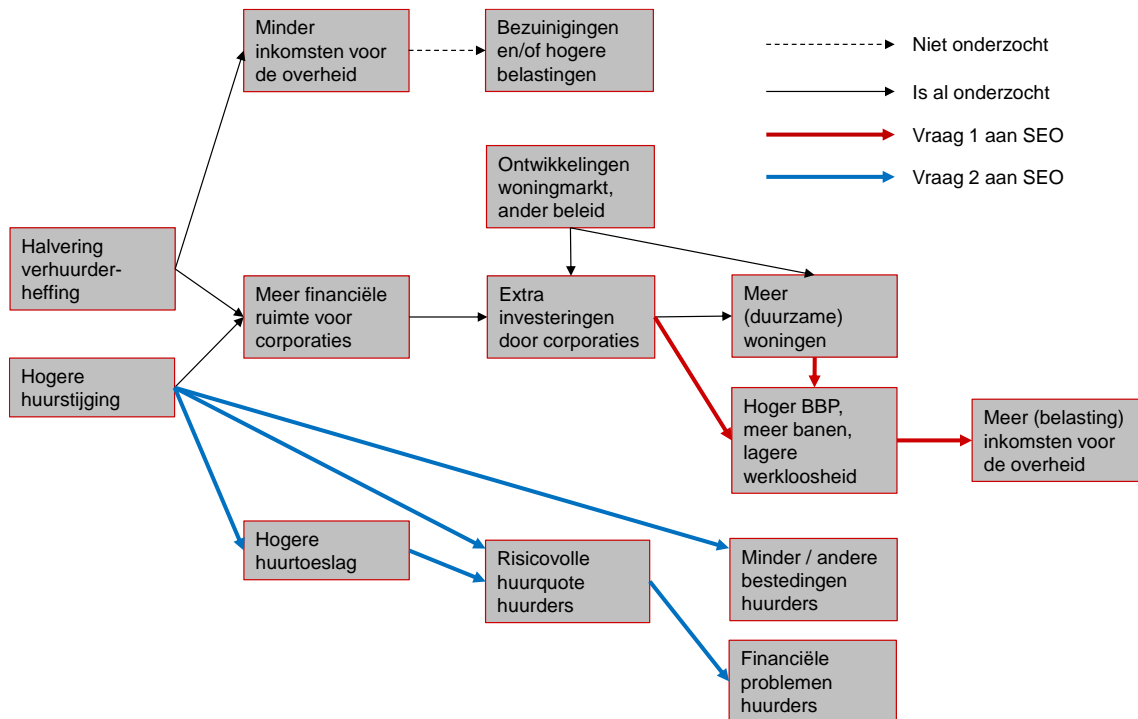 Minder
inkomsten voor
de overheid
Bezuinigingen
en/of hogere
belastingen
Niet onderzocht
Is al onderzocht
Vraag 1 aan SEO
Vraag 2 aan SEO
Ontwikkelingen
woningmarkt,
ander beleid
Halvering
verhuurder-
heffing
Meer financiële
ruimte voor
corporaties
Extra
investeringen
door corporaties
Meer
(duurzame)
woningen
Hogere
huurstijging
Hoger BBP,
meer banen,
lagere
werkloosheid
Meer (belasting)
inkomsten voor
de overheid
Hogere
huurtoeslag
Risicovolle
huurquote
huurders
Minder / andere
bestedingen
huurders
Financiële
problemen
huurders